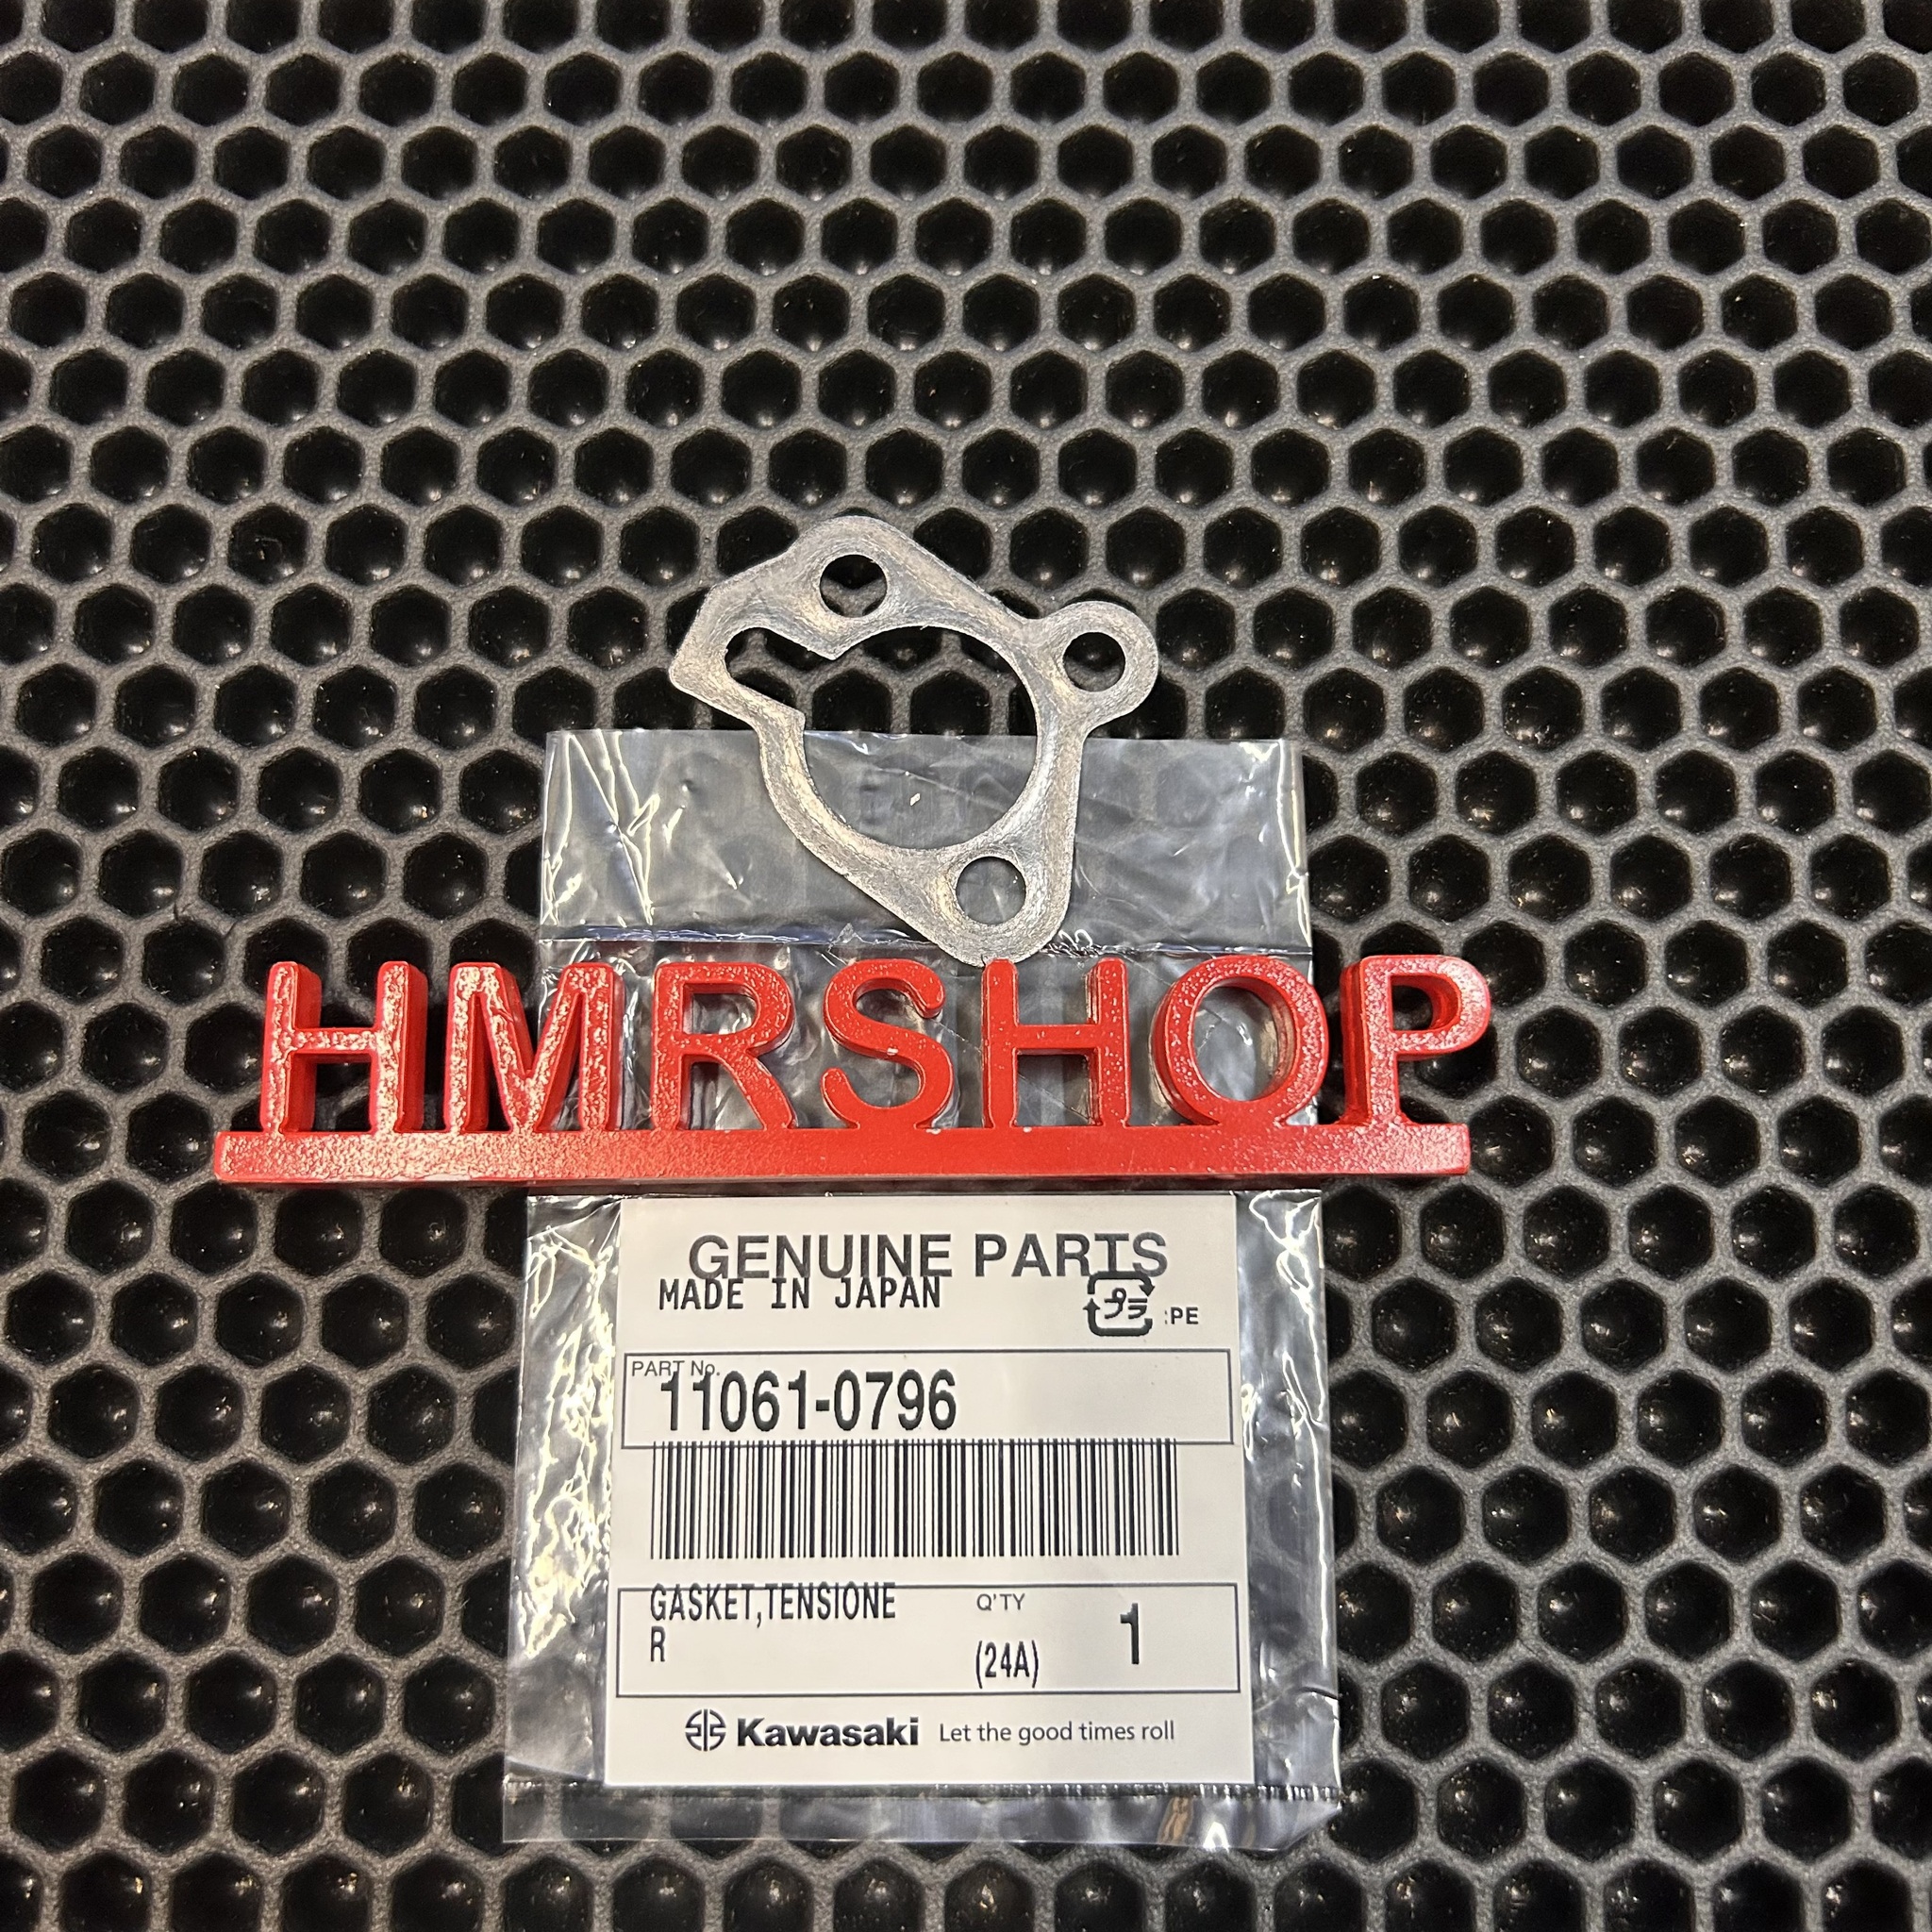 HMRSHOP
GENUINE PARTS
MADE IN JAPAN
プラ :PE
PART No.
11061-0796
GASKET,TENSIONE
R
Q'TY
(24A)
1
Kawasaki Let the good times roll